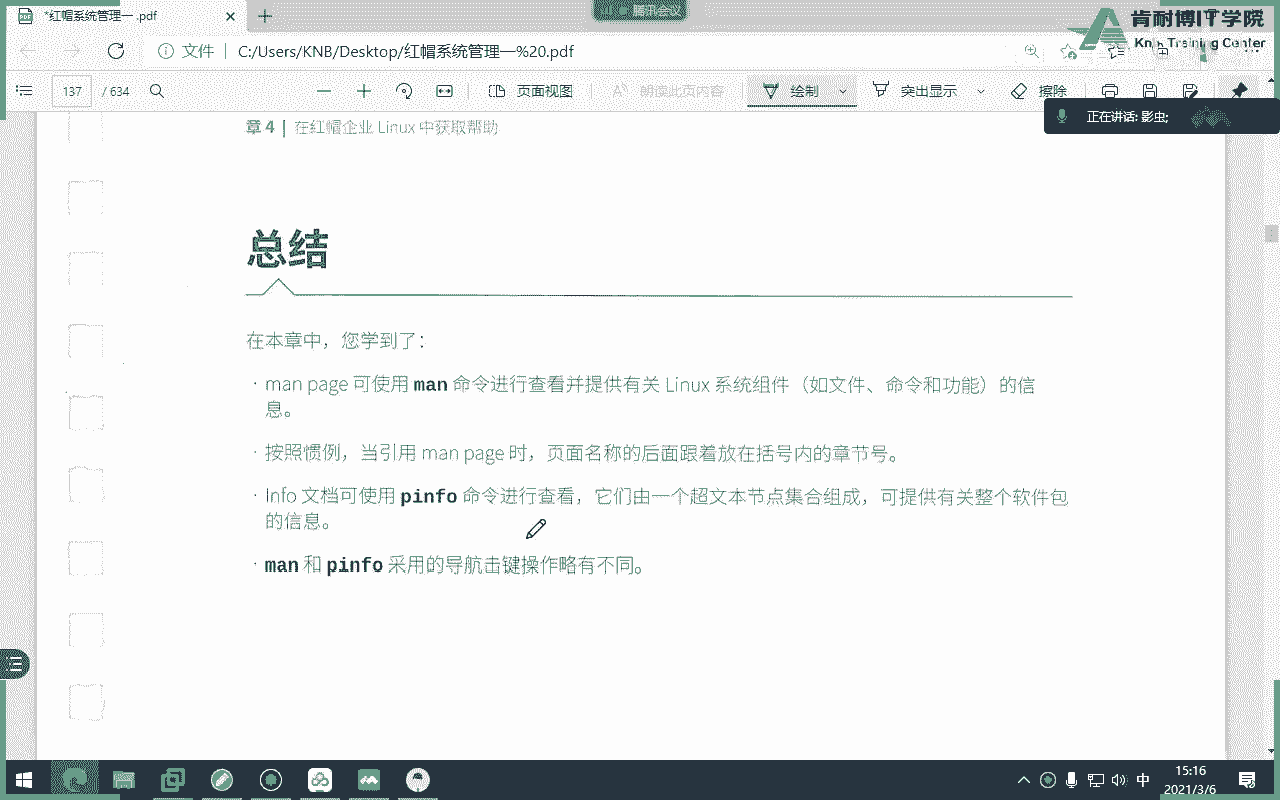 *红帽系统管理一 .pdf
腾讯会议
文件
C:/Users/KNB/Desktop/红帽系统管理一%20.pdf
肯耐博IT学院
Training Center
137 / 634
页面视图
朗读此页内容
绘制
突出显示
擦除
正在讲话: 影虫;
章 4 | 在红帽企业 Linux 中获取帮助
总结
在本章中，您学到了：
· man page 可使用 man 命令进行查看并提供有关 Linux 系统组件（如文件、命令和功能）的信
息。
· 按照惯例，当引用 man page 时，页面名称的后面跟着放在括号内的章节号。
· Info 文档可使用 pinfo 命令进行查看，它们由一个超文本节点集合组成，可提供有关整个软件包
的信息。
· man 和 pinfo 采用的导航击键操作略有不同。
中
15:16
2021/3/6